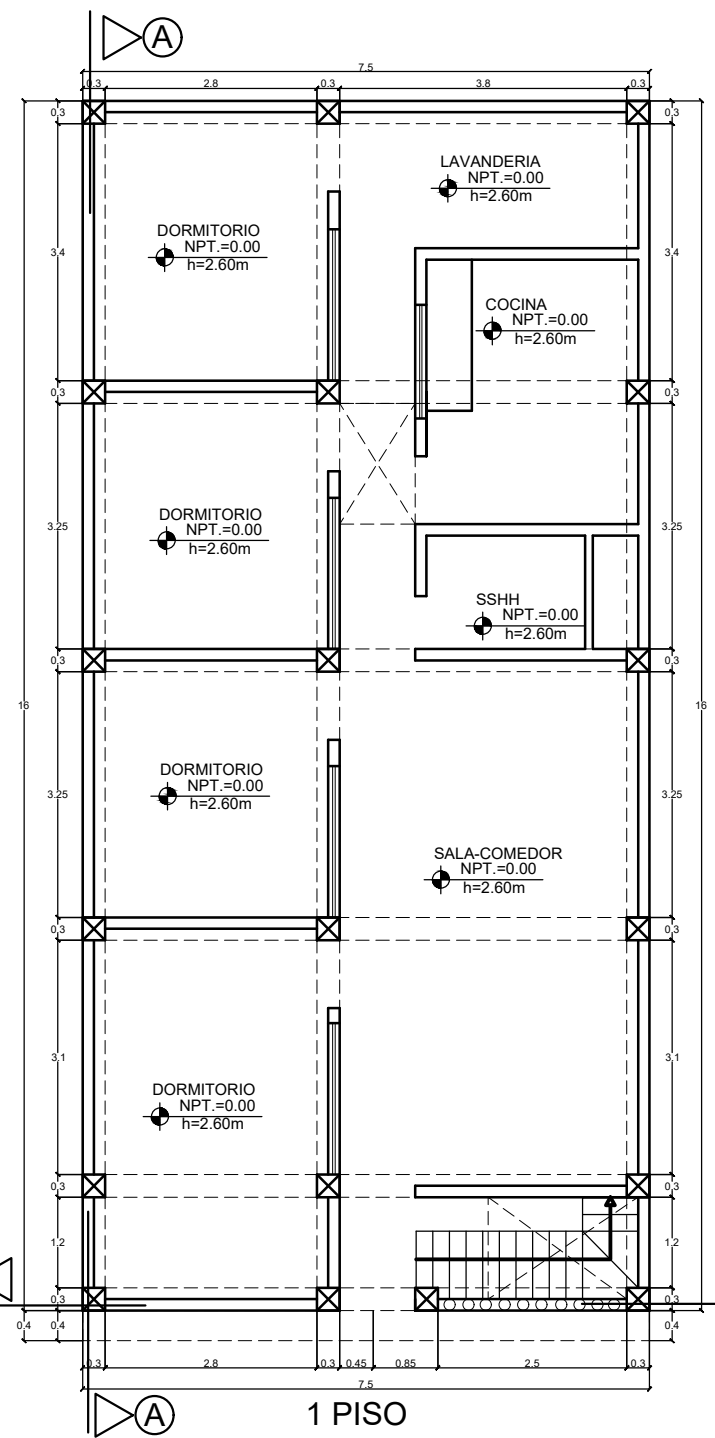 A
7.5
0.3
2.8
0.3
3.8
0.3
0.3
0.3
LAVANDERIA
NPT.=0.00
h=2.60m
DORMITORIO
NPT.=0.00
h=2.60m
3.4
3.4
COCINA
NPT.=0.00
h=2.60m
0.3
0.3
DORMITORIO
NPT.=0.00
h=2.60m
3.25
3.25
SSHH
NPT.=0.00
h=2.60m
0.3
0.3
16
16
DORMITORIO
NPT.=0.00
h=2.60m
3.25
3.25
SALA-COMEDOR
NPT.=0.00
h=2.60m
0.3
0.3
3.1
3.1
DORMITORIO
NPT.=0.00
h=2.60m
0.3
0.3
1.2
1.2
0.3
0.3
0.4
0.4
0.4
0.3
2.8
0.3
0.45
0.85
2.5
0.3
7.5
A
1 PISO